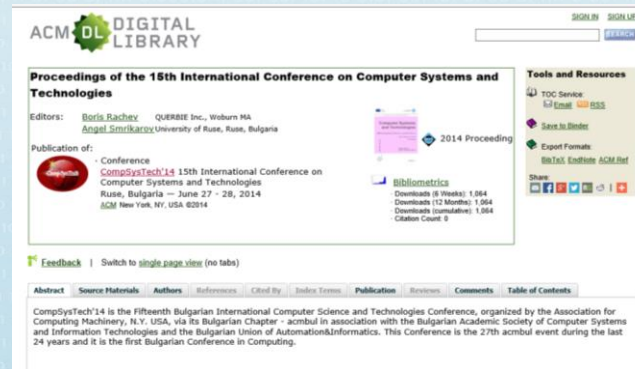 SIGN IN SIGN UP
ACM DL DIGITAL LIBRARY
SEARCH
Proceedings of the 15th International Conference on Computer Systems and
Technologies
Editors: Boris Rachev QUERBIE Inc., Woburn MA
Angel Smrikarov University of Ruse, Ruse, Bulgaria
Publication of:
CompSysTech
· Conference
CompSysTech'14 15th International Conference on
Computer Systems and Technologies
Ruse, Bulgaria — June 27 - 28, 2014
ACM New York, NY, USA ©2014
2014 Proceeding
Bibliometrics
· Downloads (6 Weeks): 1,064
· Downloads (12 Months): 1,064
· Downloads (cumulative): 1,064
· Citation Count: 0
Tools and Resources
TOC Service:
Email RSS
Save to Binder
Export Formats:
BibTeX EndNote ACM Ref
Share:
Feedback | Switch to single page view (no tabs)
Abstract Source Materials Authors References Cited By Index Terms Publication Reviews Comments Table of Contents
CompSysTech'14 is the Fifteenth Bulgarian International Computer Science and Technologies Conference, organized by the Association for
Computing Machinery, N.Y. USA, via its Bulgarian Chapter - acmbul in association with the Bulgarian Academic Society of Computer Systems
and Information Technologies and the Bulgarian Union of Automation&Informatics. This Conference is the 27th acmbul event during the last
24 years and it is the first Bulgarian Conference in Computing.